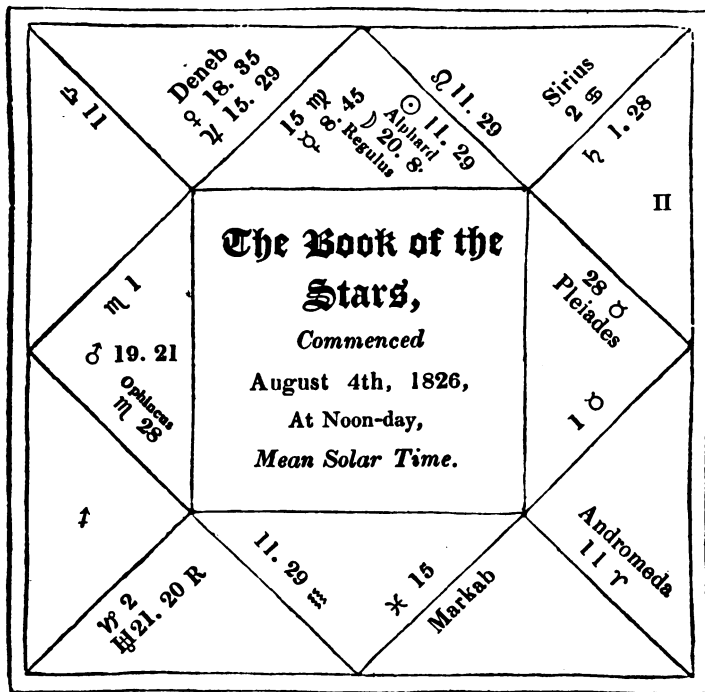 ♎ 11
Deneb
♀ 18. 35
♃ 15. 29
15 ♍
☿ 8. 45
Regulus
♌ 11. 29
☉ 11. 29
Alphard
☽ 20. 8
Sirius
2 ♋
♄ 1. 28
♊
The Book of the
Stars,
Commenced
August 4th, 1826,
At Noon-day,
Mean Solar Time.
♏ 1
♂ 19. 21
Ophiucus
♏ 28
28 ♉
Pleiades
1 ♉
♐
♑ 2
♅ 21. 20 R
11. 29 ♒
♓ 15
Markab
Andromeda
11 ♈